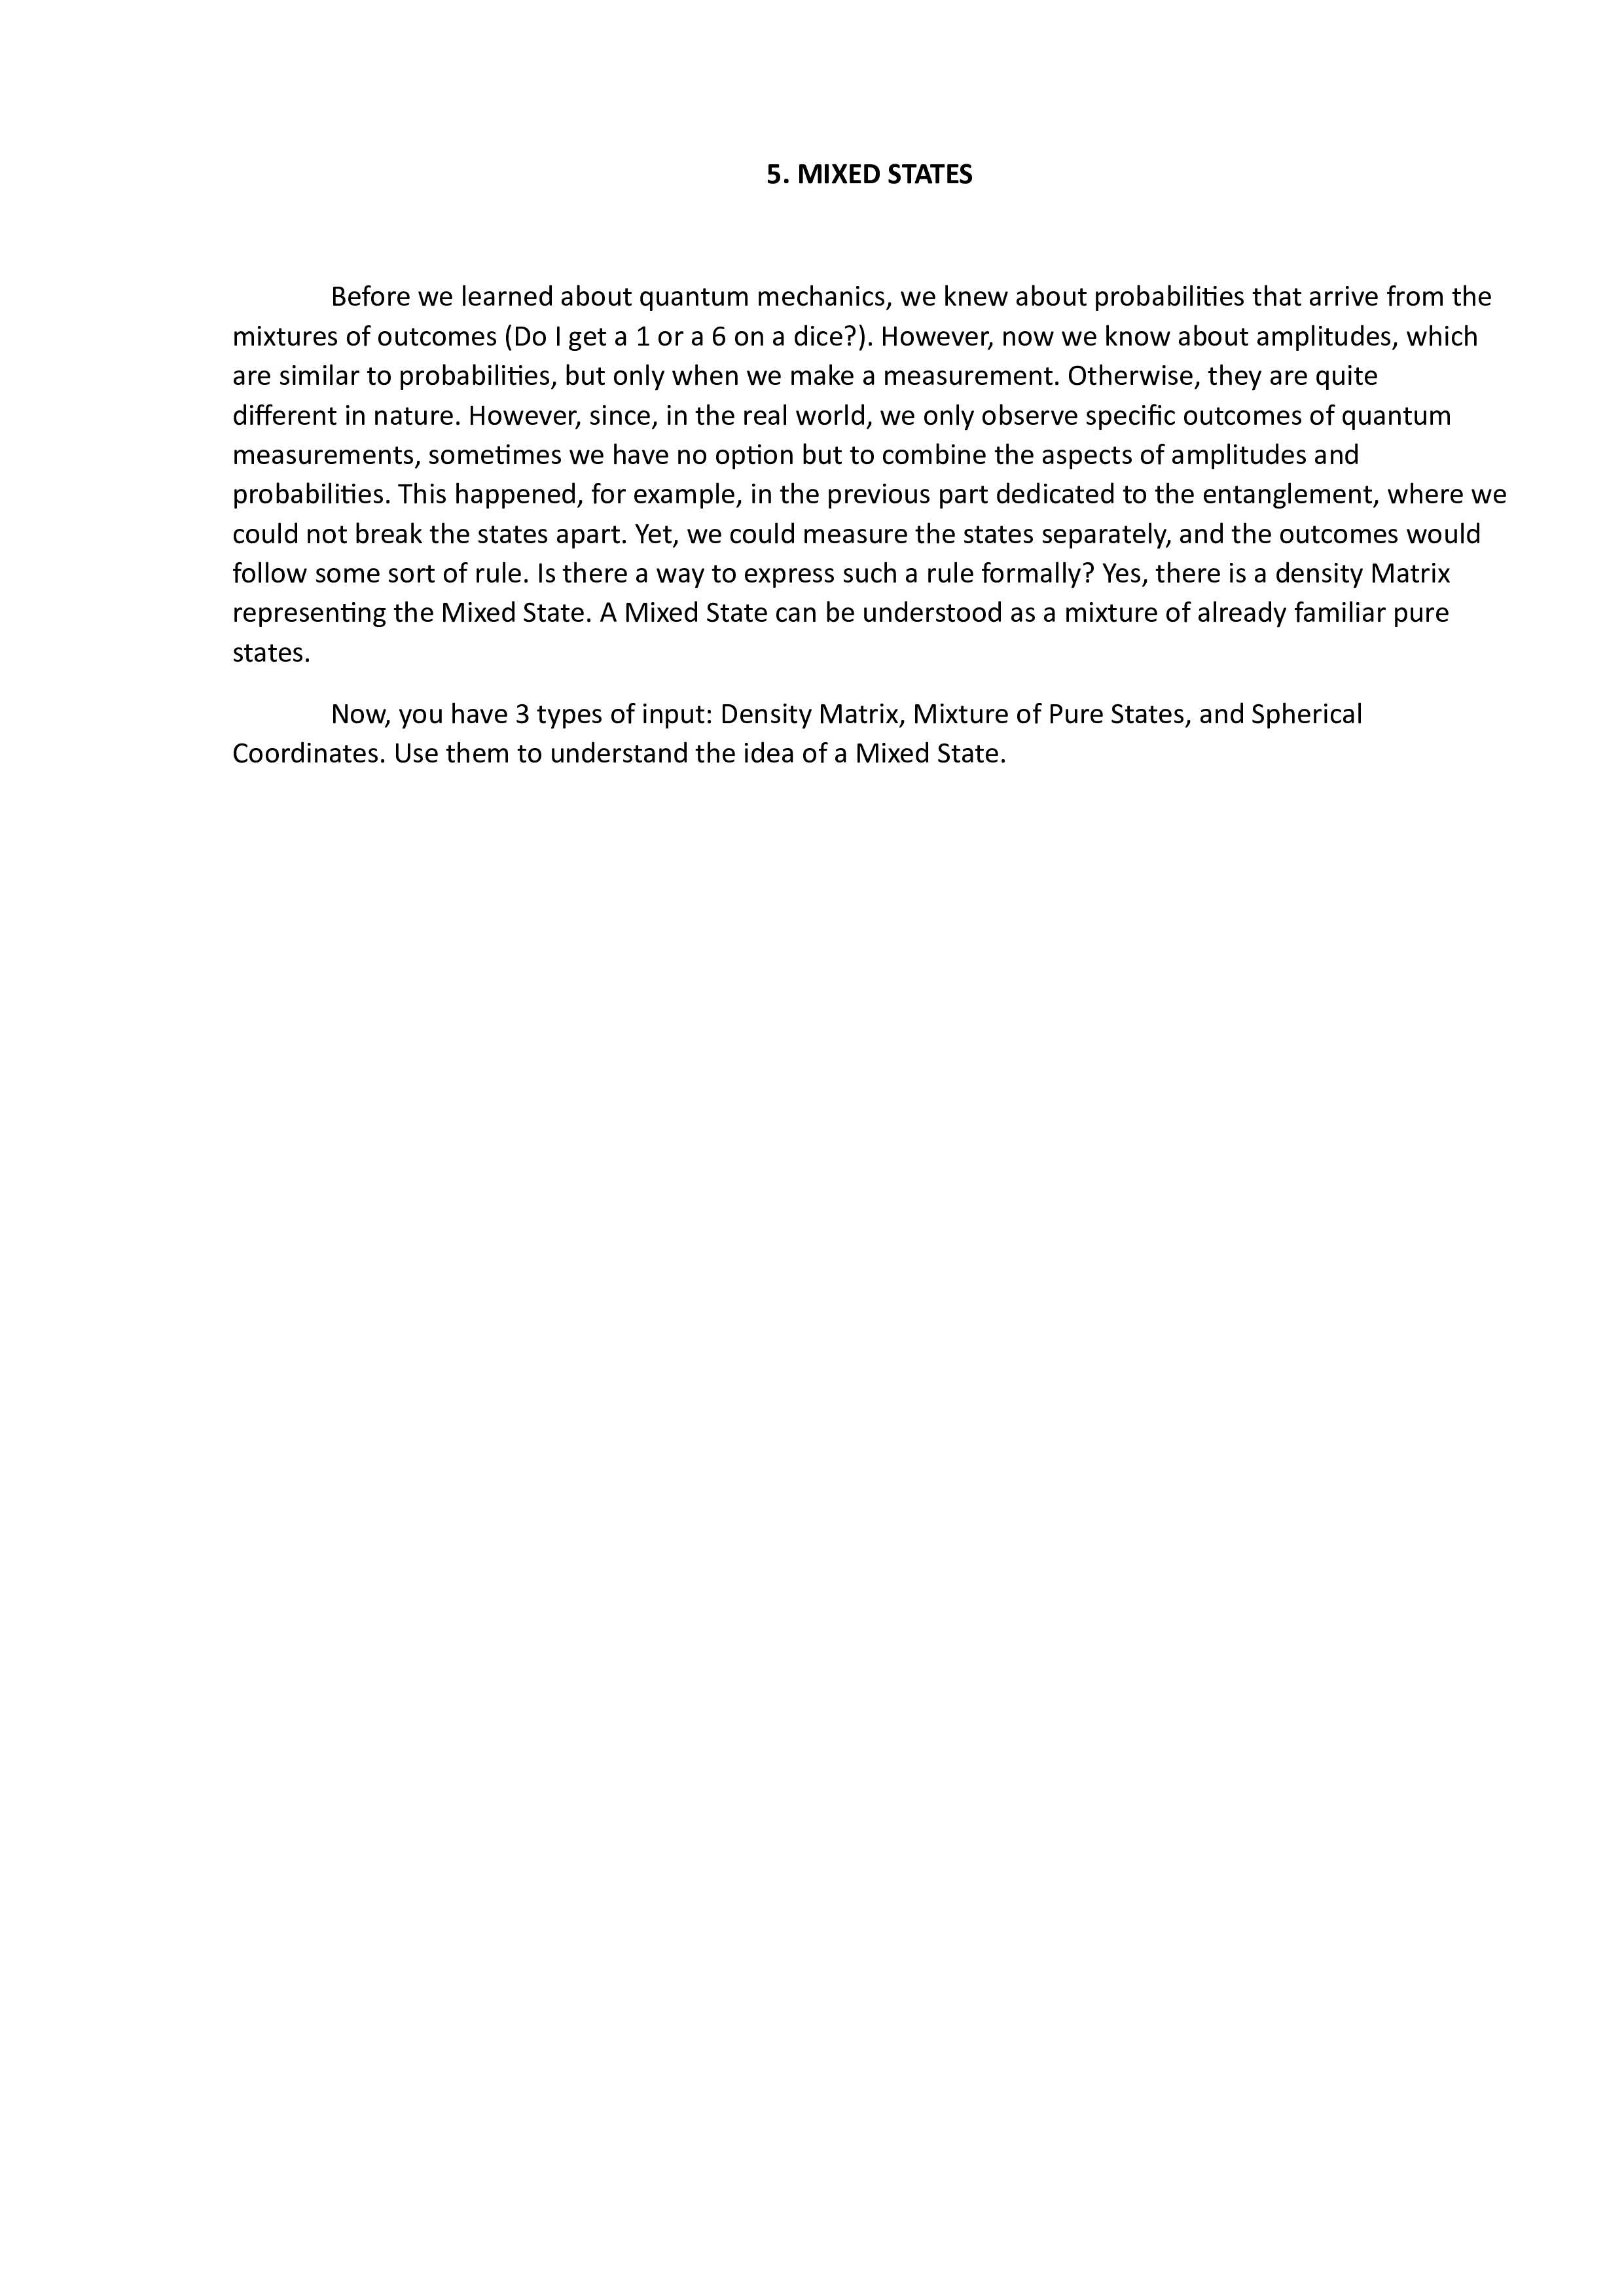 5. MIXED STATES
Before we learned about quantum mechanics, we knew about probabilities that arrive from the
mixtures of outcomes (Do I get a 1 or a 6 on a dice?). However, now we know about amplitudes, which
are similar to probabilities, but only when we make a measurement. Otherwise, they are quite
different in nature. However, since, in the real world, we only observe specific outcomes of quantum
measurements, sometimes we have no option but to combine the aspects of amplitudes and
probabilities. This happened, for example, in the previous part dedicated to the entanglement, where we
could not break the states apart. Yet, we could measure the states separately, and the outcomes would
follow some sort of rule. Is there a way to express such a rule formally? Yes, there is a density Matrix
representing the Mixed State. A Mixed State can be understood as a mixture of already familiar pure
states.
Now, you have 3 types of input: Density Matrix, Mixture of Pure States, and Spherical
Coordinates. Use them to understand the idea of a Mixed State.